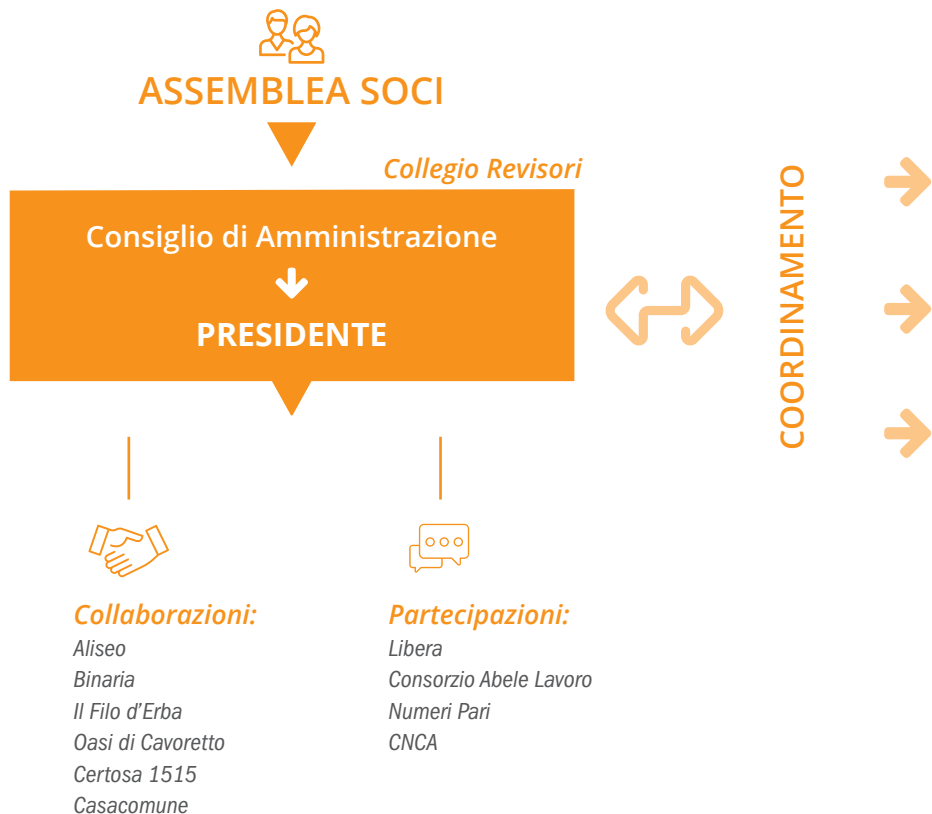 ASSEMBLEA SOCI
Collegio Revisori
Consiglio di Amministrazione
PRESIDENTE
COORDINAMENTO
Collaborazioni:
Aliseo
Binaria
Il Filo d’Erba
Oasi di Cavoretto
Certosa 1515
Casacomune
Partecipazioni:
Libera
Consorzio Abele Lavoro
Numeri Pari
CNCA